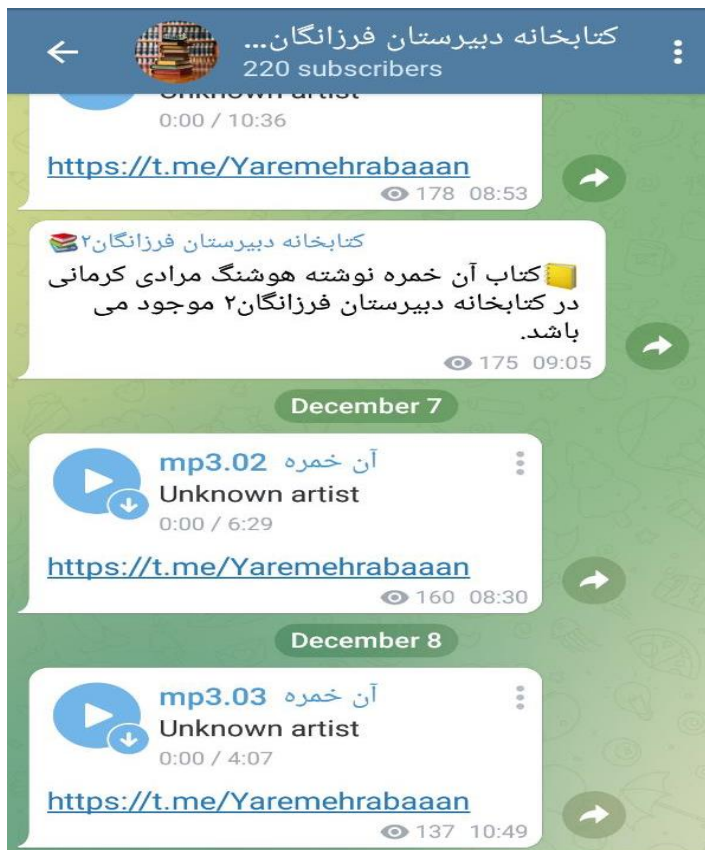 کتابخانه دبیرستان فرزانگان...
220 subscribers
Unknown artist
0:00 / 10:36
https://t.me/Yaremehrabaaan
178 08:53
کتابخانه دبیرستان فرزانگان۲📚
📒کتاب آن خمره نوشته هوشنگ مرادی کرمانی
در کتابخانه دبیرستان فرزانگان۲ موجود می
باشد.
175 09:05
December 7
آن خمره mp3.02
Unknown artist
0:00 / 6:29
https://t.me/Yaremehrabaaan
160 08:30
December 8
آن خمره mp3.03
Unknown artist
0:00 / 4:07
https://t.me/Yaremehrabaaan
137 10:49